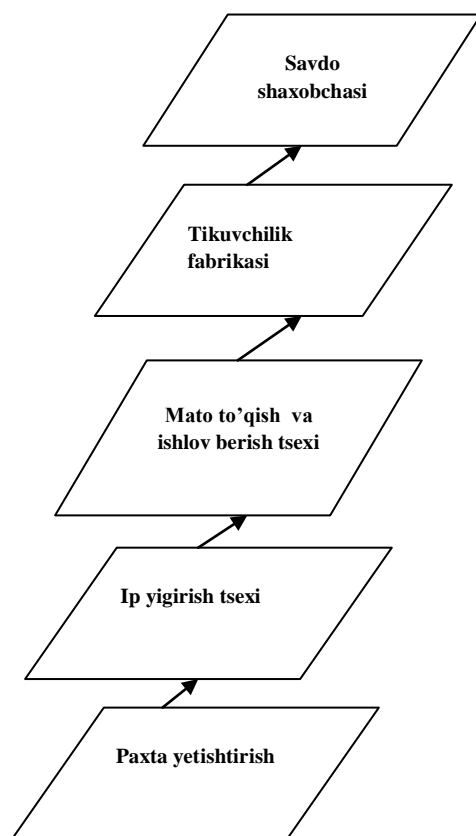 Savdo
shaxobchasi
Tikuvchilik
fabrikasi
Mato to’qish va
ishlov berish tsexi
Ip yigirish tsexi
Paxta yetishtirish